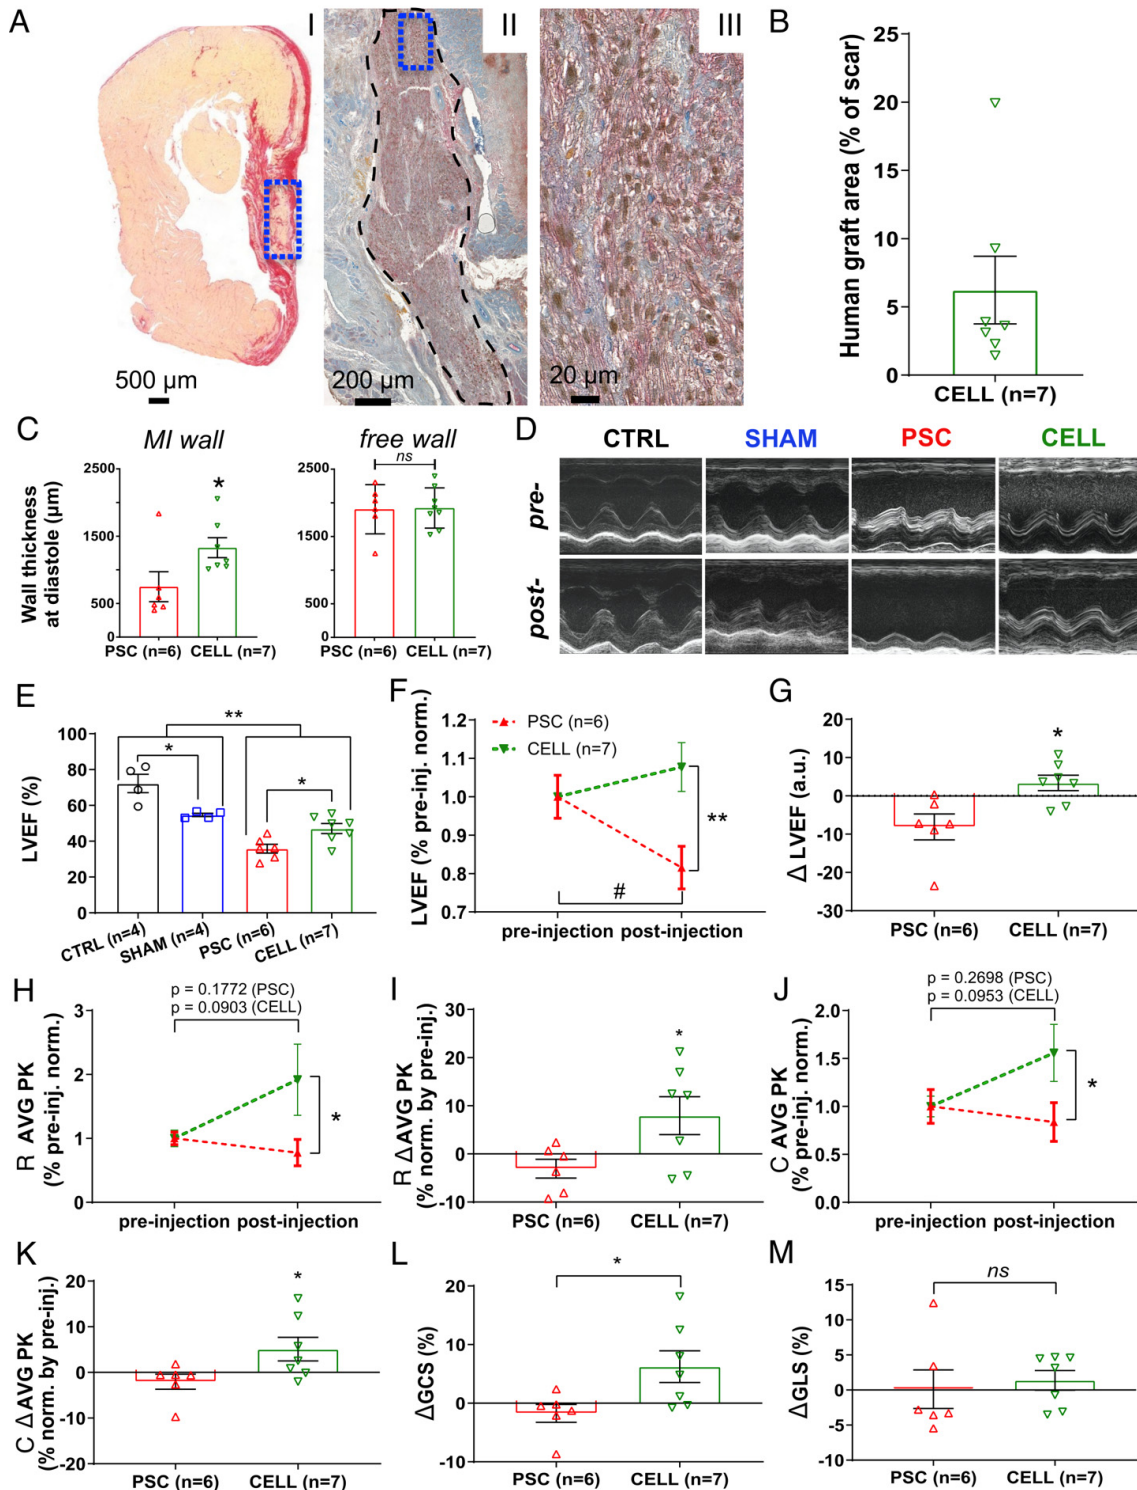 A
I
II
III
500 µm
200 µm
20 µm
B
Human graft area (% of scar)
25
20
15
10
5
0
CELL (n=7)
C
MI wall
free wall
Wall thickness
at diastole (µm)
2500
1500
500
0
*
PSC (n=6)
CELL (n=7)
2500
1500
500
0
ns
PSC (n=6)
CELL (n=7)
D
CTRL
SHAM
PSC
CELL
pre-
post-
E
LVEF (%)
100
80
60
40
20
0
**
*
*
CTRL (n=4)
SHAM (n=4)
PSC (n=6)
CELL (n=7)
F
LVEF (% pre-inj. norm.)
1.2
1.1
1.0
0.9
0.8
0.7
PSC (n=6)
CELL (n=7)
**
#
pre-injection
post-injection
G
Δ LVEF (a.u.)
20
10
0
-10
-20
-30
*
PSC (n=6)
CELL (n=7)
H
R AVG PK
(% pre-inj. norm.)
3
2
1
0
p = 0.1772 (PSC)
p = 0.0903 (CELL)
*
pre-injection
post-injection
I
R ΔAVG PK
(% norm. by pre-inj.)
30
20
10
0
-10
*
PSC (n=6)
CELL (n=7)
J
C AVG PK
(% pre-inj. norm.)
2.0
1.5
1.0
0.5
0.0
p = 0.2698 (PSC)
p = 0.0953 (CELL)
*
pre-injection
post-injection
K
C ΔAVG PK
(% norm. by pre-inj.)
20
10
0
-10
-20
*
PSC (n=6)
CELL (n=7)
L
ΔGCS (%)
20
10
0
-10
*
PSC (n=6)
CELL (n=7)
M
ΔGLS (%)
15
10
5
0
-5
-10
ns
PSC (n=6)
CELL (n=7)